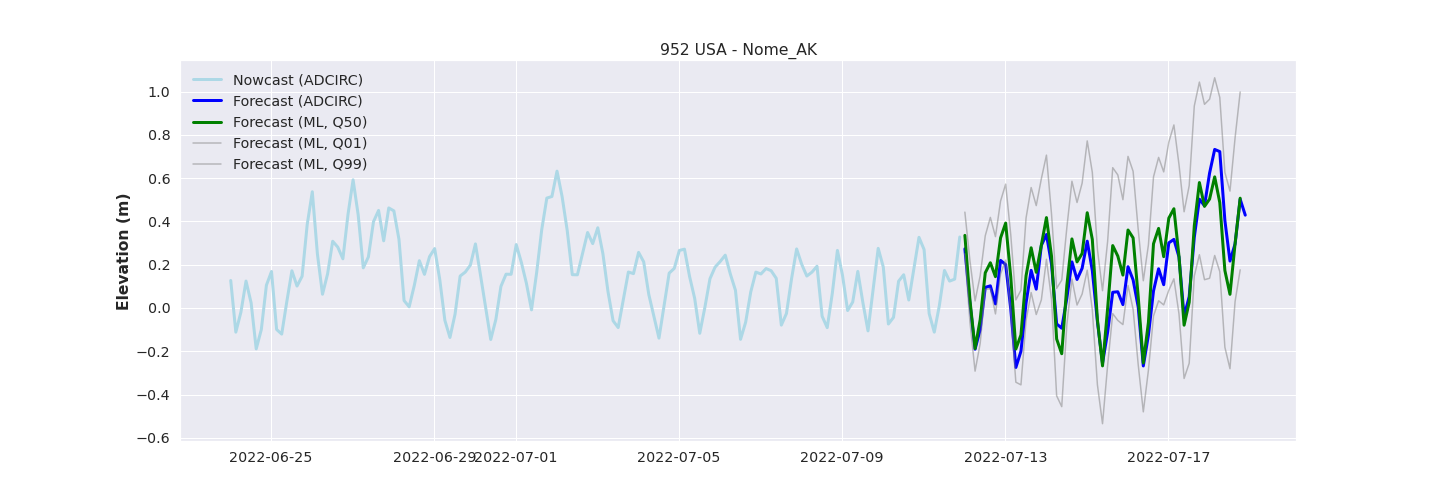 952 USA - Nome_AK
Nowcast (ADCIRC)
Forecast (ADCIRC)
Forecast (ML, Q50)
Forecast (ML, Q01)
Forecast (ML, Q99)
Elevation (m)
1.0
0.8
0.6
0.4
0.2
0.0
−0.2
−0.4
−0.6
2022-06-25 2022-06-29 2022-07-01 2022-07-05 2022-07-09 2022-07-13 2022-07-17